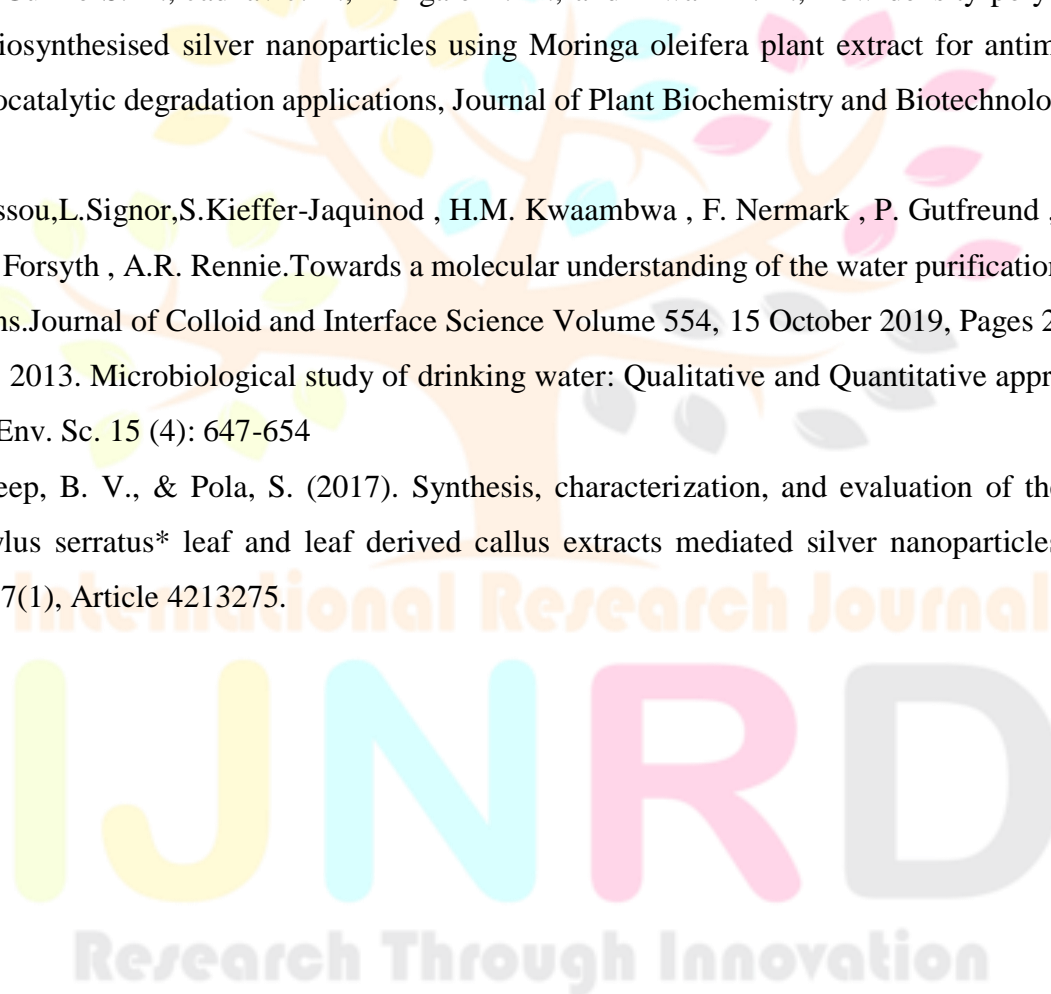 iosynthesised silver nanoparticles using Moringa oleifera plant extract for antim
ocatalytic degradation applications, Journal of Plant Biochemistry and Biotechnolo
ssou,L.Signor,S.Kieffer-Jaquinod , H.M. Kwaambwa , F. Nermark , P. Gutfreund ,
Forsyth , A.R. Rennie.Towards a molecular understanding of the water purification
ns.Journal of Colloid and Interface Science Volume 554, 15 October 2019, Pages 2
2013. Microbiological study of drinking water: Qualitative and Quantitative appr
Env. Sc. 15 (4): 647-654
eep, B. V., & Pola, S. (2017). Synthesis, characterization, and evaluation of the
ylus serratus* leaf and leaf derived callus extracts mediated silver nanoparticles
7(1), Article 4213275.
International Research Journal
IJNRD
Research Through Innovation